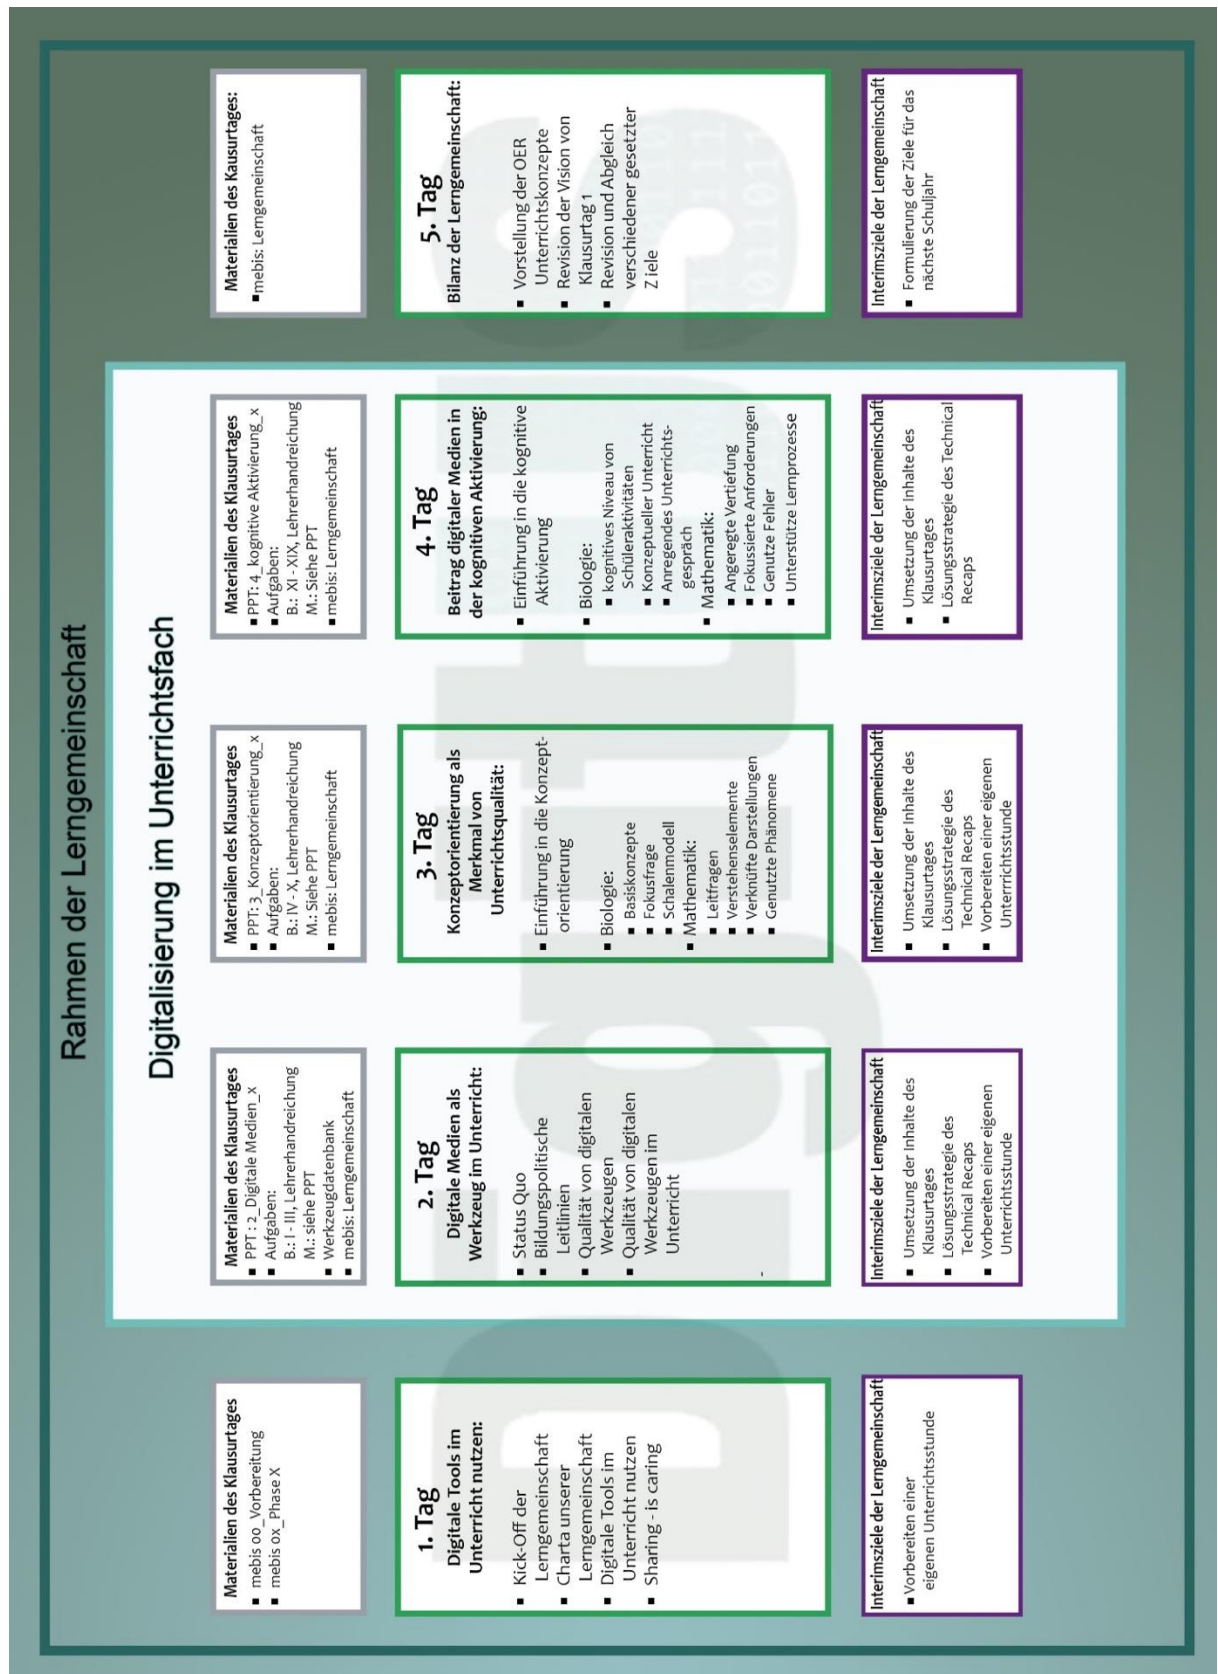 Rahmen der Lerngemeinschaft
Digitalisierung im Unterrichtsfach
Materialien des Klausurtages
▪ mebis oo_Vorbereitung
▪ mebis ox_Phase X
1. Tag
Digitale Tools im
Unterricht nutzen:
▪ Kick-Off der
Lerngemeinschaft
▪ Charta unserer
Lerngemeinschaft
▪ Digitale Tools im
Unterricht nutzen
▪ Sharing - is caring
Interimsziele der Lerngemeinschaft
▪ Vorbereiten einer
eigenen Unterrichtsstunde
Materialien des Klausurtages
▪ PPT: 2_Digitale Medien_x
▪ Aufgaben:
B.: I - III, Lehrerhandreichung
M.: siehe PPT
▪ Werkzeugdatenbank
▪ mebis: Lerngemeinschaft
2. Tag
Digitale Medien als
Werkzeug im Unterricht:
▪ Status Quo
▪ Bildungspolitische
Leitlinien
▪ Qualität von digitalen
Werkzeugen
▪ Qualität von digitalen
Werkzeugen im
Unterricht
-
Interimsziele der Lerngemeinschaft
▪ Umsetzung der Inhalte des
Klausurtages
▪ Lösungsstrategie des
Technical Recaps
▪ Vorbereiten einer eigenen
Unterrichtsstunde
Materialien des Klausurtages
▪ PPT: 3_Konzeptorientierung_x
▪ Aufgaben:
B.: IV - X, Lehrerhandreichung
M.: Siehe PPT
▪ mebis: Lerngemeinschaft
3. Tag
Konzeptorientierung als
Merkmal von
Unterrichtsqualität:
▪ Einführung in die Konzept-
orientierung
▪ Biologie:
▪ Basiskonzepte
▪ Fokusfrage
▪ Schalenmodell
▪ Mathematik:
▪ Leitfragen
▪ Verstehenselemente
▪ Verknüfte Darstellungen
▪ Genutzte Phänomene
Interimsziele der Lerngemeinschaft
▪ Umsetzung der Inhalte des
Klausurtages
▪ Lösungsstrategie des
Technical Recaps
▪ Vorbereiten einer eigenen
Unterrrichtsstunde
Materialien des Klausurtages
▪ PPT: 4_kognitive Aktivierung_x
▪ Aufgaben:
B.: XI - XIX, Lehrerhandreichung
M.: Siehe PPT
▪ mebis: Lerngemeinschaft
4. Tag
Beitrag digitaler Medien in
der kognitiven Aktivierung:
▪ Einführung in die kognitive
Aktivierung
▪ Biologie:
▪ kognitives Niveau von
Schüleraktivitäten
▪ Konzeptueller Unterricht
▪ Anregendes Unterrichts-
gespräch
▪ Mathematik:
▪ Angeregte Vertiefung
▪ Fokussierte Anforderungen
▪ Genutze Fehler
▪ Unterstütze Lernprozesse
Interimsziele der Lerngemeinschaft
▪ Umsetzung der Inhalte des
Klausurtages
▪ Lösungsstrategie des Technical
Recaps
Materialien des Kausurtages:
▪ mebis: Lerngemeinschaft
5. Tag
Bilanz der Lerngemeinschaft:
▪ Vorstellung der OER
Unterrichtskonzepte
▪ Revision der Vision von
Klausurtag 1
▪ Revision und Abgleich
verschiedener gesetzter
Ziele
Interimsziele der Lerngemeinschaft
▪ Formulierung der Ziele für das
nächste Schuljahr